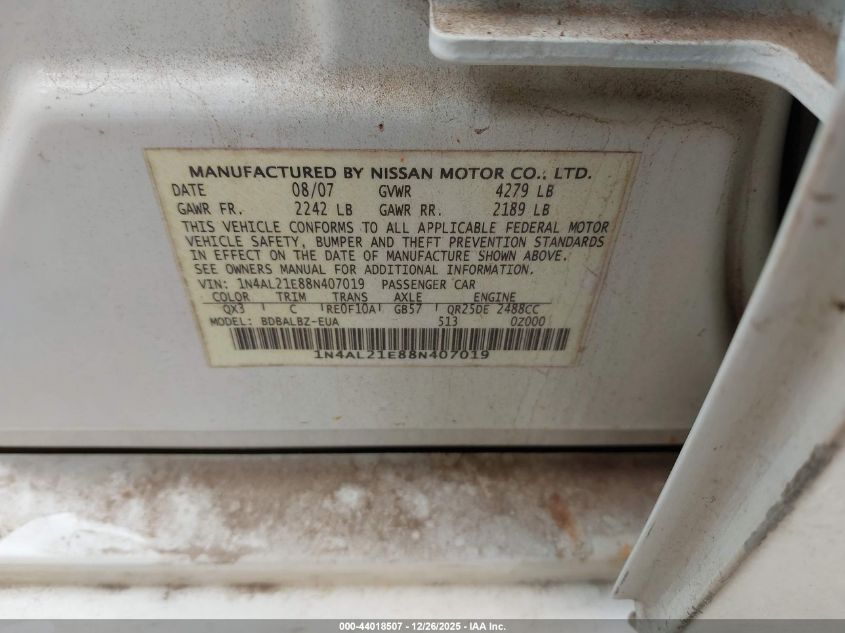 MANUFACTURED BY NISSAN MOTOR CO., LTD.
DATE 08/07 GVWR 4279 LB
GAWR FR. 2242 LB GAWR RR. 2189 LB
THIS VEHICLE CONFORMS TO ALL APPLICABLE FEDERAL MOTOR
VEHICLE SAFETY, BUMPER AND THEFT PREVENTION STANDARDS
IN EFFECT ON THE DATE OF MANUFACTURE SHOWN ABOVE.
SEE OWNERS MANUAL FOR ADDITIONAL INFORMATION.
VIN: 1N4AL21E88N407019 PASSENGER CAR
COLOR TRIM TRANS AXLE ENGINE
QX3 C RE0F10A GB57 QR25DE 2488CC
MODEL: BDBALBZ-EUA 513 0Z000
1N4AL21E88N407019
000-44018507 - 12/26/2025 - IAA Inc.